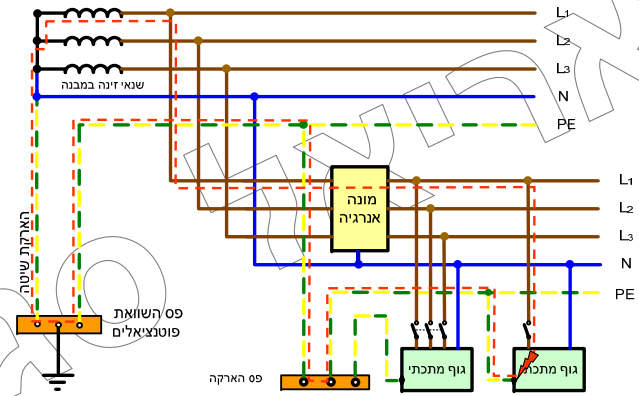 L1
L2
L3
שנאי זינה במבנה
N
PE
L1
מונה
אנרגיה
L2
L3
N
PE
הארקת שיטה
פס השוואת
פוטנציאלים
גוף מתכתי
גוף מתכתי
פס הארקה